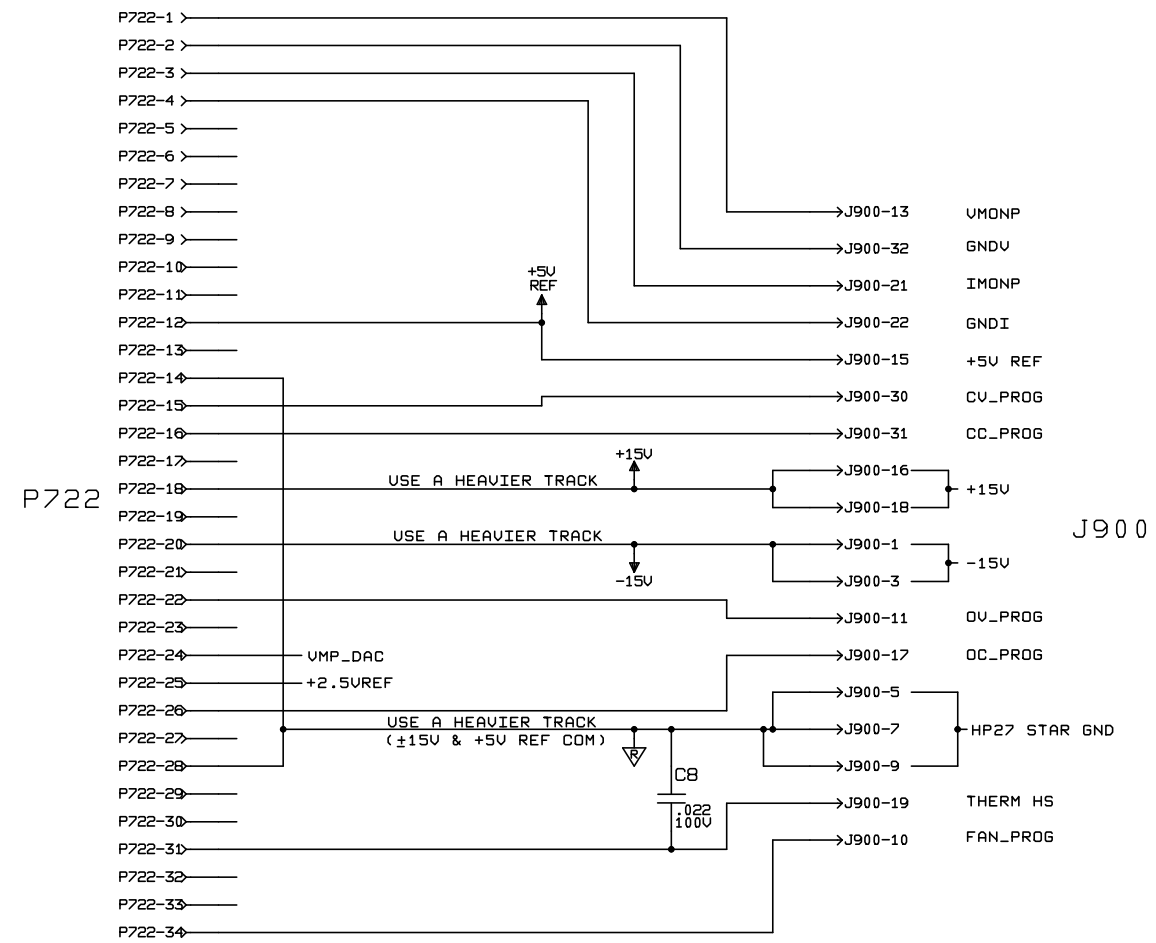 P722-1
P722-2
P722-3
P722-4
P722-5
P722-6
P722-7
P722-8
P722-9
P722-10
P722-11
P722-12
P722-13
P722-14
P722-15
P722-16
P722-17
P722-18
P722-19
P722-20
P722-21
P722-22
P722-23
P722-24
P722-25
P722-26
P722-27
P722-28
P722-29
P722-30
P722-31
P722-32
P722-33
P722-34
P722
+5V
REF
+15V
USE A HEAVIER TRACK
USE A HEAVIER TRACK
-15V
VMP_DAC
+2.5VREF
USE A HEAVIER TRACK
(±15V & +5V REF COM)
R
C8
.022
100V
J900-13 VMONP
J900-32 GNDV
J900-21 IMONP
J900-22 GNDI
J900-15 +5V REF
J900-30 CV_PROG
J900-31 CC_PROG
J900-16
+15V
J900-18
J900-1
-15V
J900-3
J900-11 OV_PROG
J900-17 OC_PROG
J900-5
J900-7 HP27 STAR GND
J900-9
J900-19 THERM HS
J900-10 FAN_PROG
J900